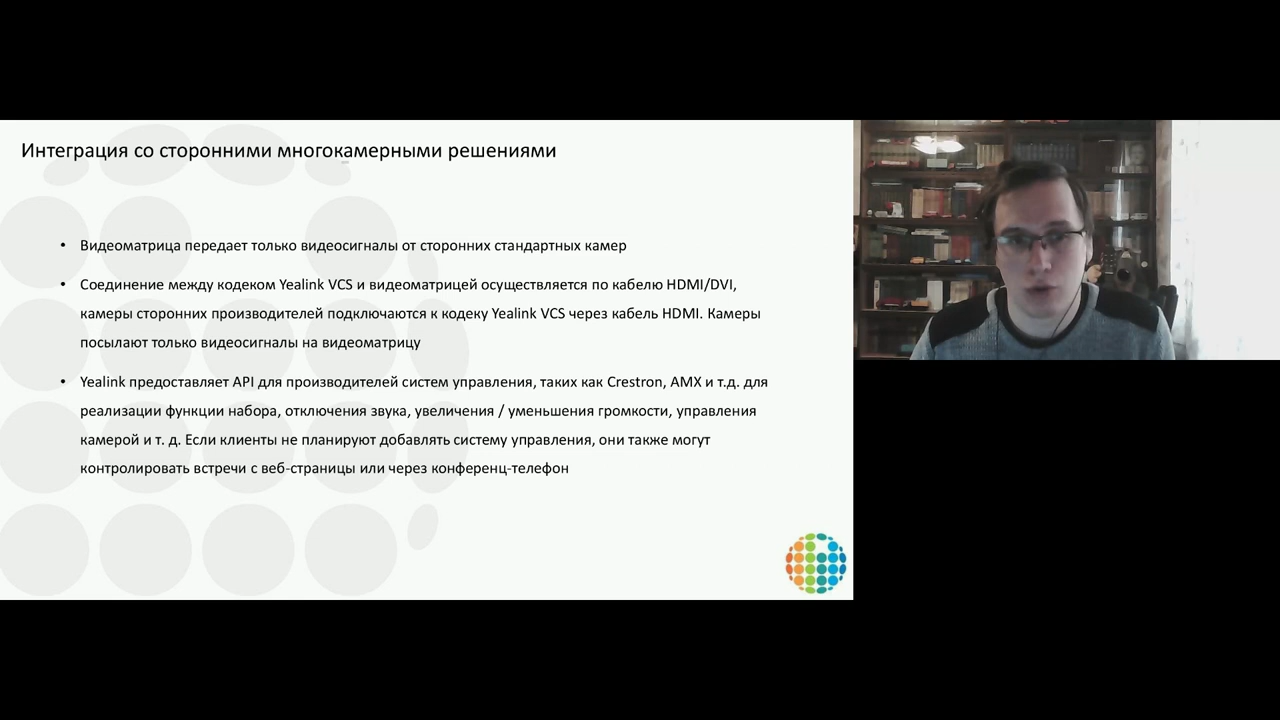 Интеграция со сторонними многокамерными решениями
• Видеоматрица передает только видеосигналы от сторонних стандартных камер
• Соединение между кодеком Yealink VCS и видеоматрицей осуществляется по кабелю HDMI/DVI,
камеры сторонних производителей подключаются к кодеку Yealink VCS через кабель HDMI. Камеры
посылают только видеосигналы на видеоматрицу
• Yealink предоставляет API для производителей систем управления, таких как Crestron, AMX и т.д. для
реализации функции набора, отключения звука, увеличения / уменьшения громкости, управления
камерой и т. д. Если клиенты не планируют добавлять систему управления, они также могут
контролировать встречи с веб-страницы или через конференц-телефон